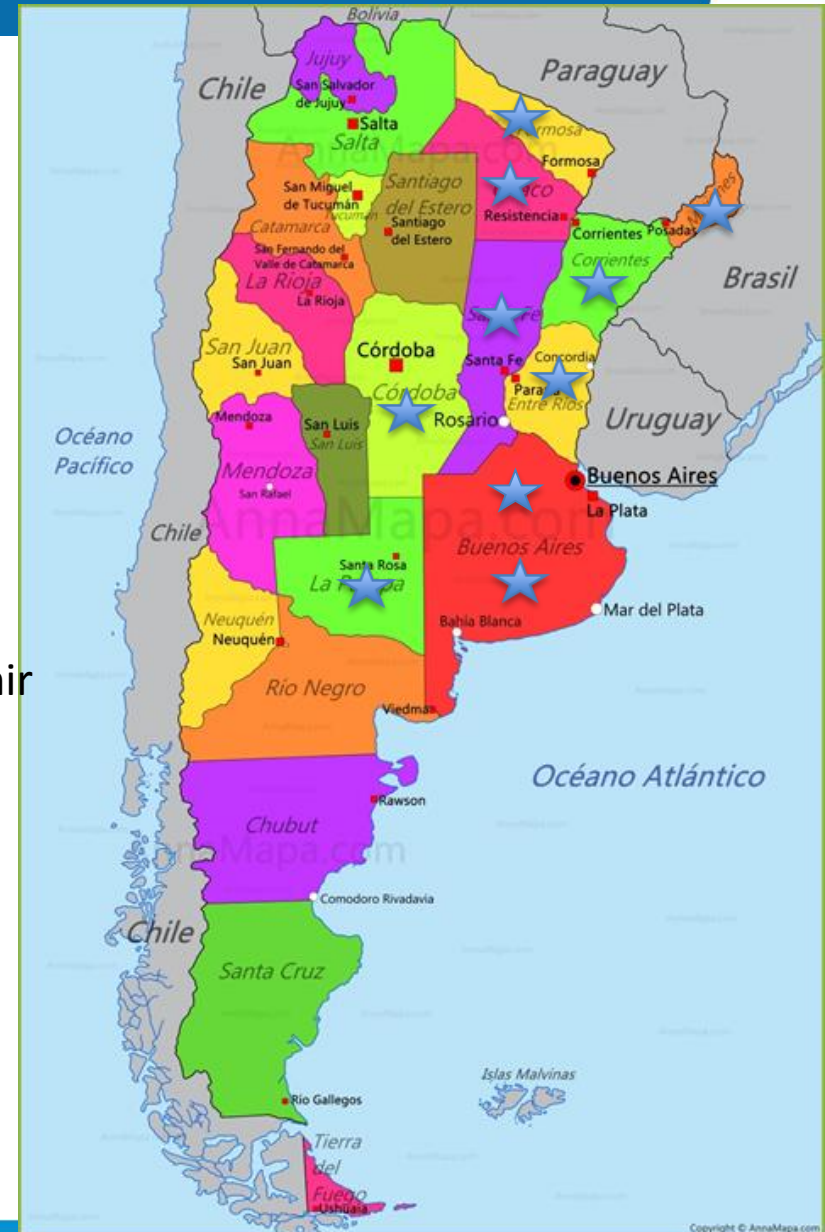 Bolivia
Jujuy
Paraguay
Chile
San Salvador
de Jujuy
Salta
Salta
Formosa
San Miguel
de Tucumán
Tucumán
Santiago
del Estero
Resistencia
Catamarca
Santiago
del Estero
Corrientes
Posadas
San Fernando del
Valle de Catamarca
Corrientes
La Rioja
La Rioja
Brasil
San Juan
San Juan
Córdoba
Córdoba
Santa Fe
Concordia
Entre Ríos
Rosario
Uruguay
Mendoza
San Luis
San Luis
Océano
Pacífico
Mendoza
San Rafael
Buenos Aires
La Plata
Chile
AnnaMapa.com
Buenos Aires
Santa Rosa
Mar del Plata
Bahía Blanca
Neuquén
Neuquén
nir
Río Negro
Viedma
Océano Atlántico
Rawson
Chubut
AnnaMapa.com
Comodoro Rivadavia
Chile
Santa Cruz
Islas Malvinas
Río Gallegos
Tierra
del
Fuego
Ushuaia
Copyright © AnnaMapa.com